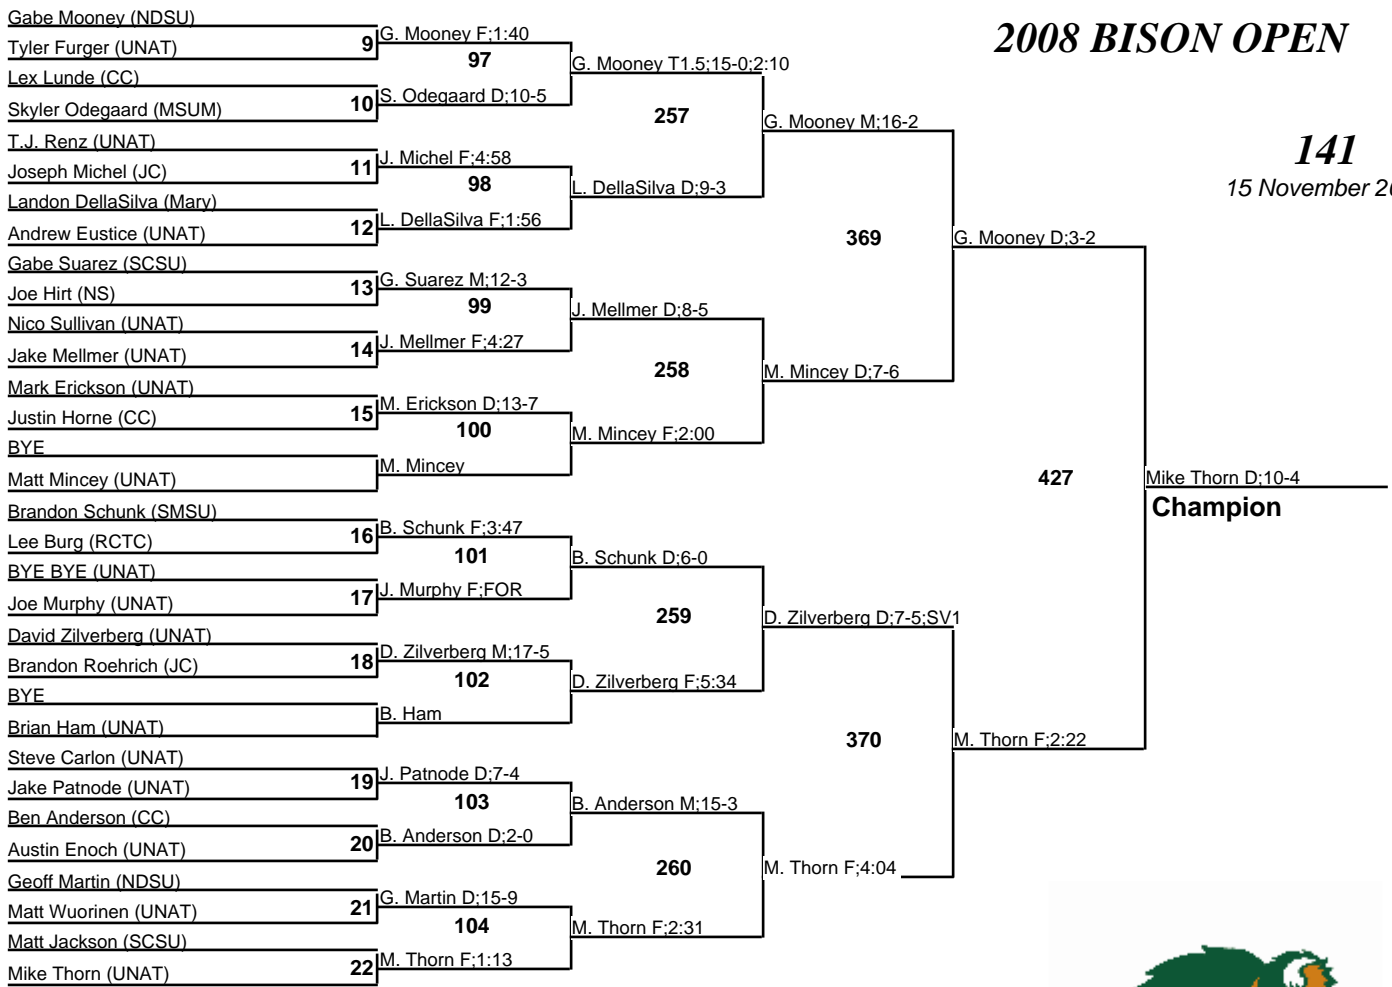 2008 BISON OPEN
141
15 November 20
Gabe Mooney (NDSU)
Tyler Furger (UNAT)
Lex Lunde (CC)
Skyler Odegaard (MSUM)
T.J. Renz (UNAT)
Joseph Michel (JC)
Landon DellaSilva (Mary)
Andrew Eustice (UNAT)
Gabe Suarez (SCSU)
Joe Hirt (NS)
Nico Sullivan (UNAT)
Jake Mellmer (UNAT)
Mark Erickson (UNAT)
Justin Horne (CC)
BYE
Matt Mincey (UNAT)
Brandon Schunk (SMSU)
Lee Burg (RCTC)
BYE BYE (UNAT)
Joe Murphy (UNAT)
David Zilverberg (UNAT)
Brandon Roehrich (JC)
BYE
Brian Ham (UNAT)
Steve Carlon (UNAT)
Jake Patnode (UNAT)
Ben Anderson (CC)
Austin Enoch (UNAT)
Geoff Martin (NDSU)
Matt Wuorinen (UNAT)
Matt Jackson (SCSU)
Mike Thorn (UNAT)
9
10
11
12
13
14
15
16
17
18
19
20
21
22
G. Mooney F;1:40
97
S. Odegaard D;10-5
J. Michel F;4:58
98
L. DellaSilva F;1:56
G. Suarez M;12-3
99
J. Mellmer F;4:27
M. Erickson D;13-7
100
M. Mincey
B. Schunk F;3:47
101
J. Murphy F;FOR
D. Zilverberg M;17-5
102
B. Ham
J. Patnode D;7-4
103
B. Anderson D;2-0
G. Martin D;15-9
104
M. Thorn F;1:13
G. Mooney T1.5;15-0;2:10
257
L. DellaSilva D;9-3
J. Mellmer D;8-5
258
M. Mincey F;2:00
B. Schunk D;6-0
259
D. Zilverberg F;5:34
B. Anderson M;15-3
260
M. Thorn F;2:31
G. Mooney M;16-2
369
M. Mincey D;7-6
D. Zilverberg D;7-5;SV1
370
M. Thorn F;4:04
G. Mooney D;3-2
427
M. Thorn F;2:22
Mike Thorn D;10-4
Champion